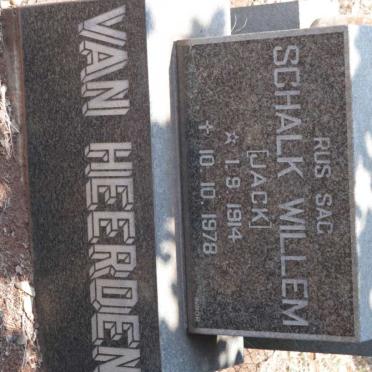 RUS SAG
SCHALK WILLEM
[JACK]
☆ 1.9.1914
✝ 10.10.1978
VAN HEERDEN